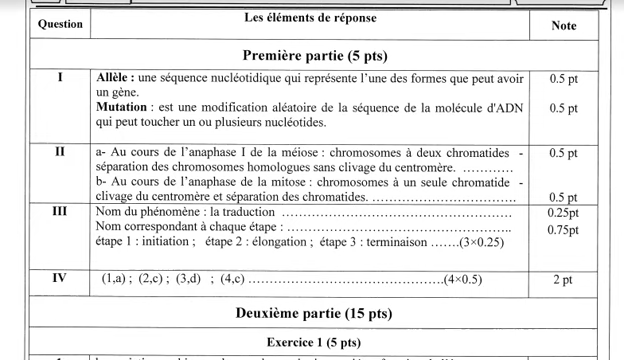 Question Les éléments de réponse Note
Première partie (5 pts)
I Allèle : une séquence nucléotidique qui représente l'une des formes que peut avoir 0.5 pt
un gène.
Mutation : est une modification aléatoire de la séquence de la molécule d'ADN 0.5 pt
qui peut toucher un ou plusieurs nucléotides.
II a- Au cours de l'anaphase I de la méiose : chromosomes à deux chromatides - 0.5 pt
séparation des chromosomes homologues sans clivage du centromère. ............
b- Au cours de l'anaphase de la mitose : chromosomes à un seule chromatide -
clivage du centromère et séparation des chromatides. .................................. 0.5 pt
III Nom du phénomène : la traduction ...................................................... 0.25pt
Nom correspondant à chaque étape : ..................................................... 0.75pt
étape 1 : initiation ; étape 2 : élongation ; étape 3 : terminaison .......(3×0.25)
IV (1,a) ; (2,c) ; (3,d) ; (4,c) ..............................................(4×0.5) 2 pt
Deuxième partie (15 pts)
Exercice 1 (5 pts)